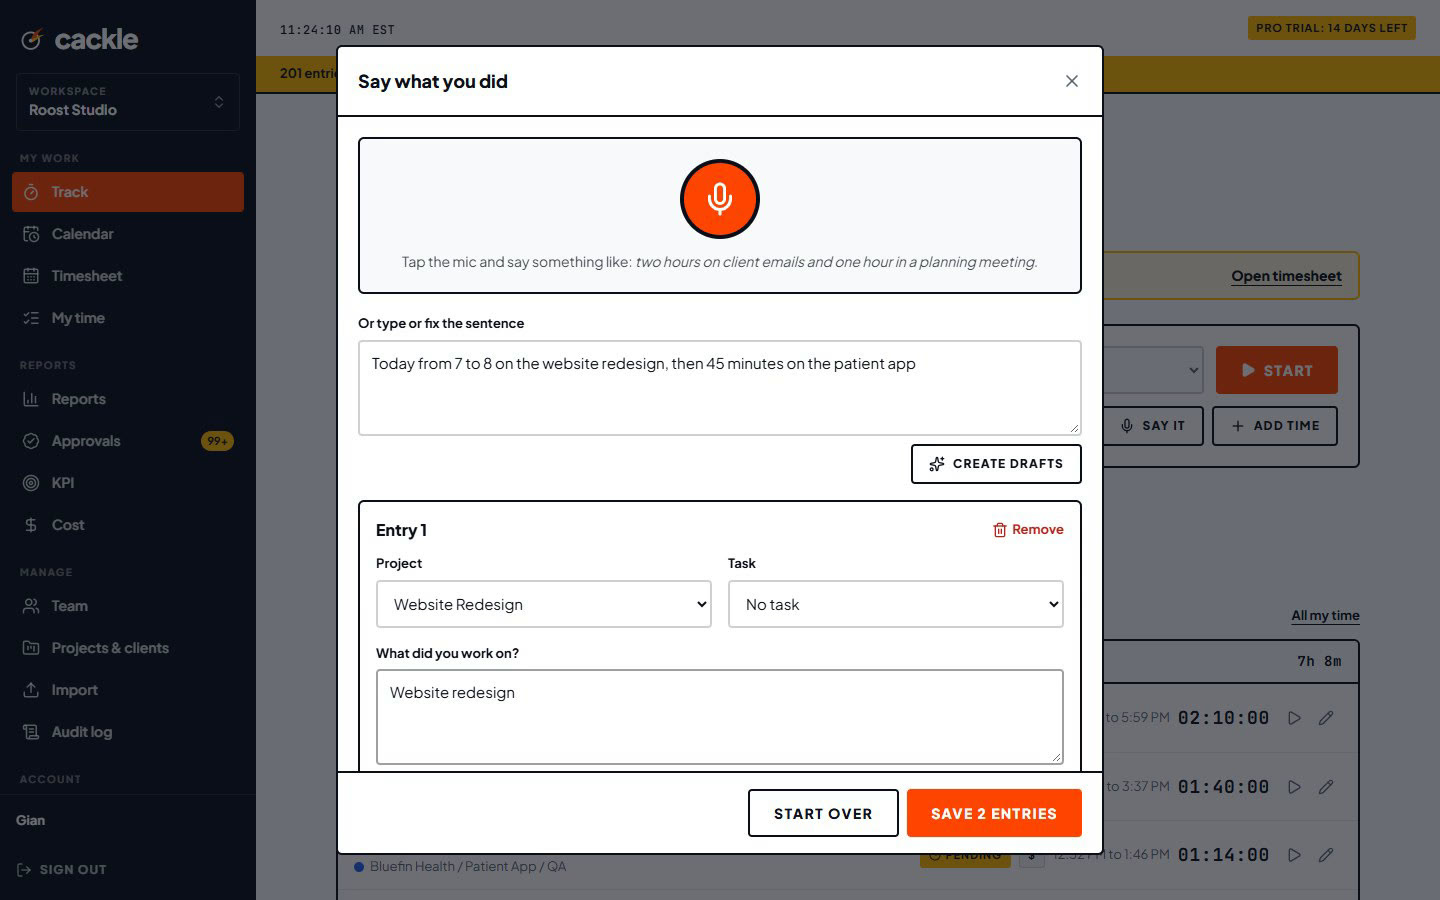 cackle
WORKSPACE
Roost Studio
MY WORK
Track
Calendar
Timesheet
My time
REPORTS
Reports
Approvals
99+
KPI
Cost
MANAGE
Team
Projects & clients
Import
Audit log
ACCOUNT
Gian
SIGN OUT
11:24:10 AM EST
PRO TRIAL: 14 DAYS LEFT
201
Say what you did
Tap the mic and say something like: two hours on client emails and one hour in a planning meeting.
Or type or fix the sentence
Today from 7 to 8 on the website redesign, then 45 minutes on the patient app
CREATE DRAFTS
Entry 1
Remove
Project
Task
Website Redesign
No task
What did you work on?
Website redesign
START OVER
SAVE 2 ENTRIES
Open timesheet
START
SAY IT
ADD TIME
All my time
7h 8m
to 5:59 PM 02:10:00
to 3:37 PM 01:40:00
Bluefin Health / Patient App / QA
PENDING
$
to 1:46 PM 01:14:00